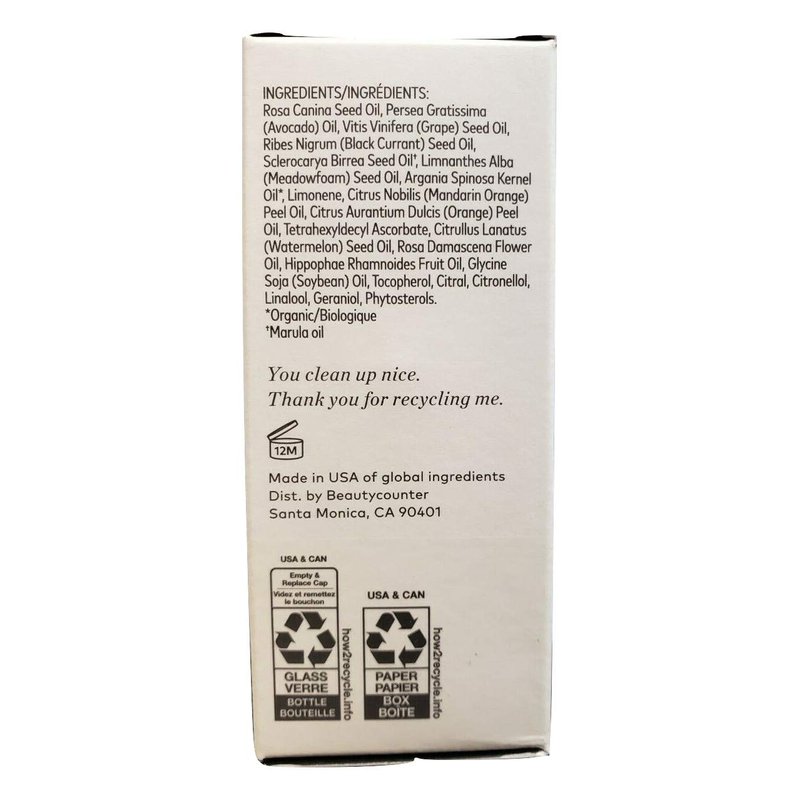 INGREDIENTS/INGRÉDIENTS:
Rosa Canina Seed Oil, Persea Gratissima
(Avocado) Oil, Vitis Vinifera (Grape) Seed Oil,
Ribes Nigrum (Black Currant) Seed Oil,
Sclerocarya Birrea Seed Oil†, Limnanthes Alba
(Meadowfoam) Seed Oil, Argania Spinosa Kernel
Oil*, Limonene, Citrus Nobilis (Mandarin Orange)
Peel Oil, Citrus Aurantium Dulcis (Orange) Peel
Oil, Tetrahexyldecyl Ascorbate, Citrullus Lanatus
(Watermelon) Seed Oil, Rosa Damascena Flower
Oil, Hippophae Rhamnoides Fruit Oil, Glycine
Soja (Soybean) Oil, Tocopherol, Citral, Citronellol,
Linalool, Geraniol, Phytosterols.
*Organic/Biologique
†Marula oil
You clean up nice.
Thank you for recycling me.
12M
Made in USA of global ingredients
Dist. by Beautycounter
Santa Monica, CA 90401
USA & CAN
Empty &
Replace Cap
Videz et remettez
le bouchon
GLASS
VERRE
BOTTLE
BOUTEILLE
how2recycle.info
USA & CAN
PAPER
PAPIER
BOX
BOÎTE
how2recycle.info